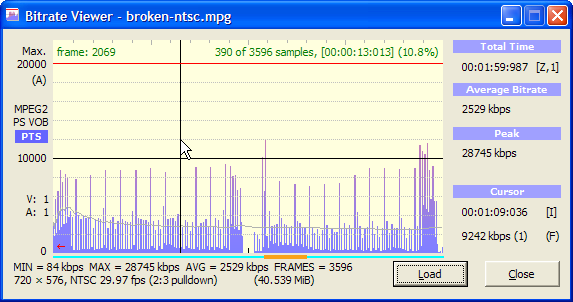 Bitrate Viewer - broken-ntsc.mpg
Max. frame: 2069 390 of 3596 samples, [00:00:13:013] (10.8%)
20000
(A)
MPEG2
PS VOB
PTS
10000
V: 1
A: 1
0
Total Time
00:01:59:987 [Z,1]
Average Bitrate
2529 kbps
Peak
28745 kbps
Cursor
00:01:09:036 [I]
9242 kbps (1) (F)
MIN = 84 kbps MAX = 28745 kbps AVG = 2529 kbps FRAMES = 3596
720 × 576, NTSC 29.97 fps (2:3 pulldown) (40.539 MiB)
Load
Close